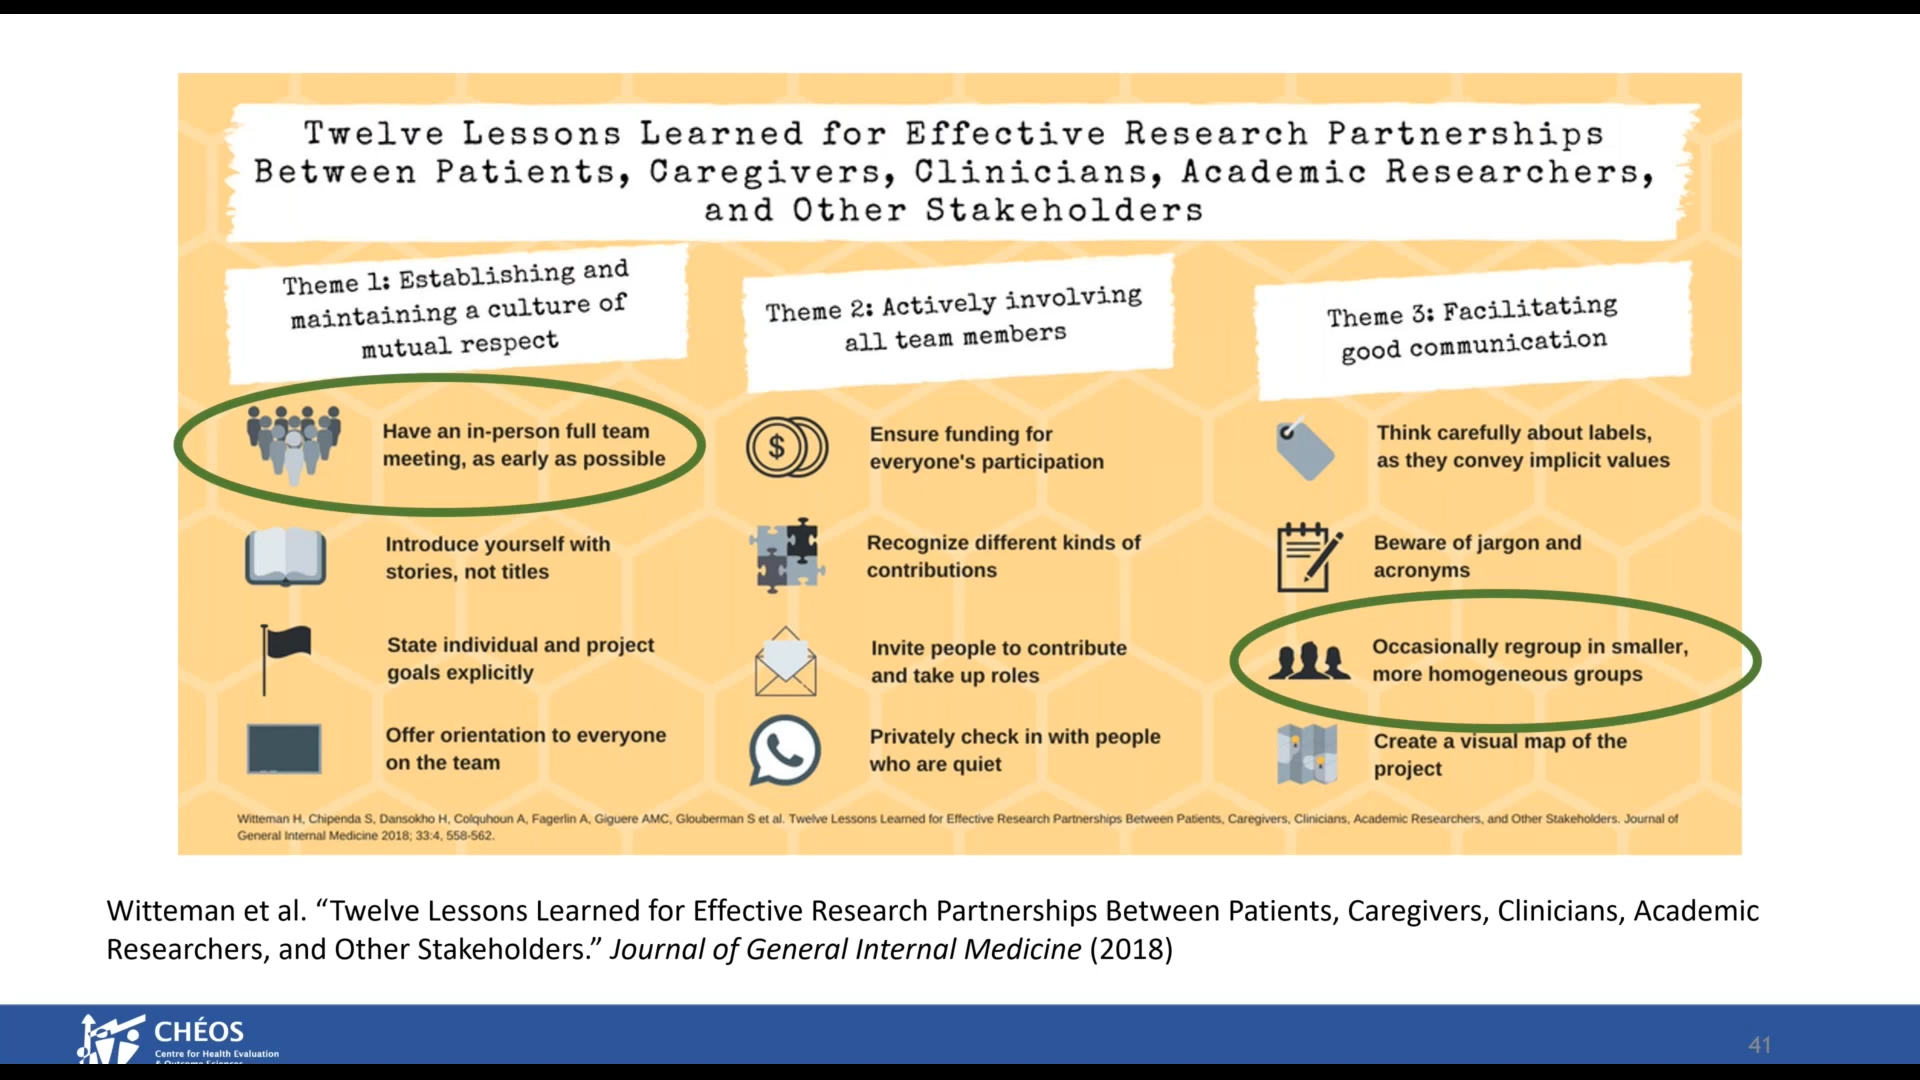 Twelve Lessons Learned for Effective Research Partnerships
Between Patients, Caregivers, Clinicians, Academic Researchers,
and Other Stakeholders
Theme 1: Establishing and
maintaining a culture of
mutual respect
Have an in-person full team
meeting, as early as possible
Introduce yourself with
stories, not titles
State individual and project
goals explicitly
Offer orientation to everyone
on the team
Theme 2: Actively involving
all team members
$
Ensure funding for
everyone's participation
Recognize different kinds of
contributions
Invite people to contribute
and take up roles
Privately check in with people
who are quiet
Theme 3: Facilitating
good communication
Think carefully about labels,
as they convey implicit values
Beware of jargon and
acronyms
Occasionally regroup in smaller,
more homogeneous groups
Create a visual map of the
project
Witteman H, Chipenda S, Dansokho H, Colquhoun A, Fagerlin A, Giguere AMC, Glouberman S et al. Twelve Lessons Learned for Effective Research Partnerships Between Patients, Caregivers, Clinicians, Academic Researchers, and Other Stakeholders. Journal of
General Internal Medicine 2018; 33:4, 558-562.
Witteman et al. “Twelve Lessons Learned for Effective Research Partnerships Between Patients, Caregivers, Clinicians, Academic
Researchers, and Other Stakeholders.” Journal of General Internal Medicine (2018)
CHÉOS
Centre for Health Evaluation
& Outcome Sciences
41